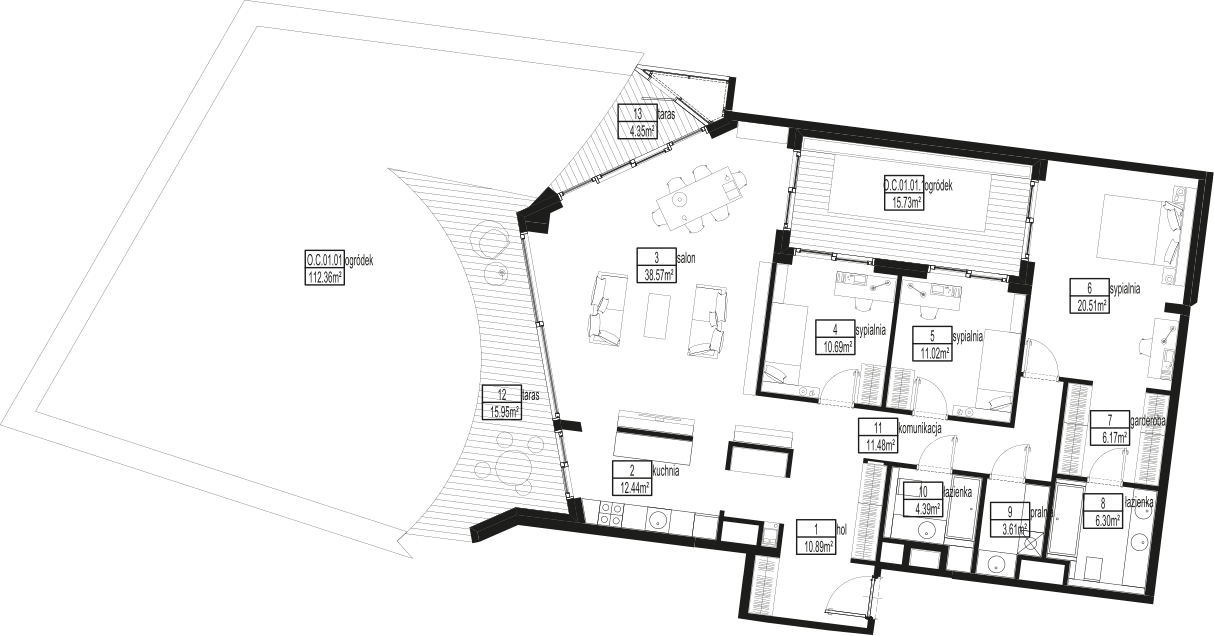 13 taras
4.35m²
O.C.01.01. ogródek
15.73m²
O.C.01.01 ogródek
112.36m²
3 salon
38.57m²
6 sypialnia
20.51m²
4 sypialnia
10.69m²
5 sypialnia
11.02m²
12 taras
15.95m²
7 garderoba
6.17m²
11 komunikacja
11.48m²
2 kuchnia
12.44m²
10 łazienka
4.39m²
8 łazienka
6.30m²
9 pralnia
3.61m²
1 hol
10.89m²